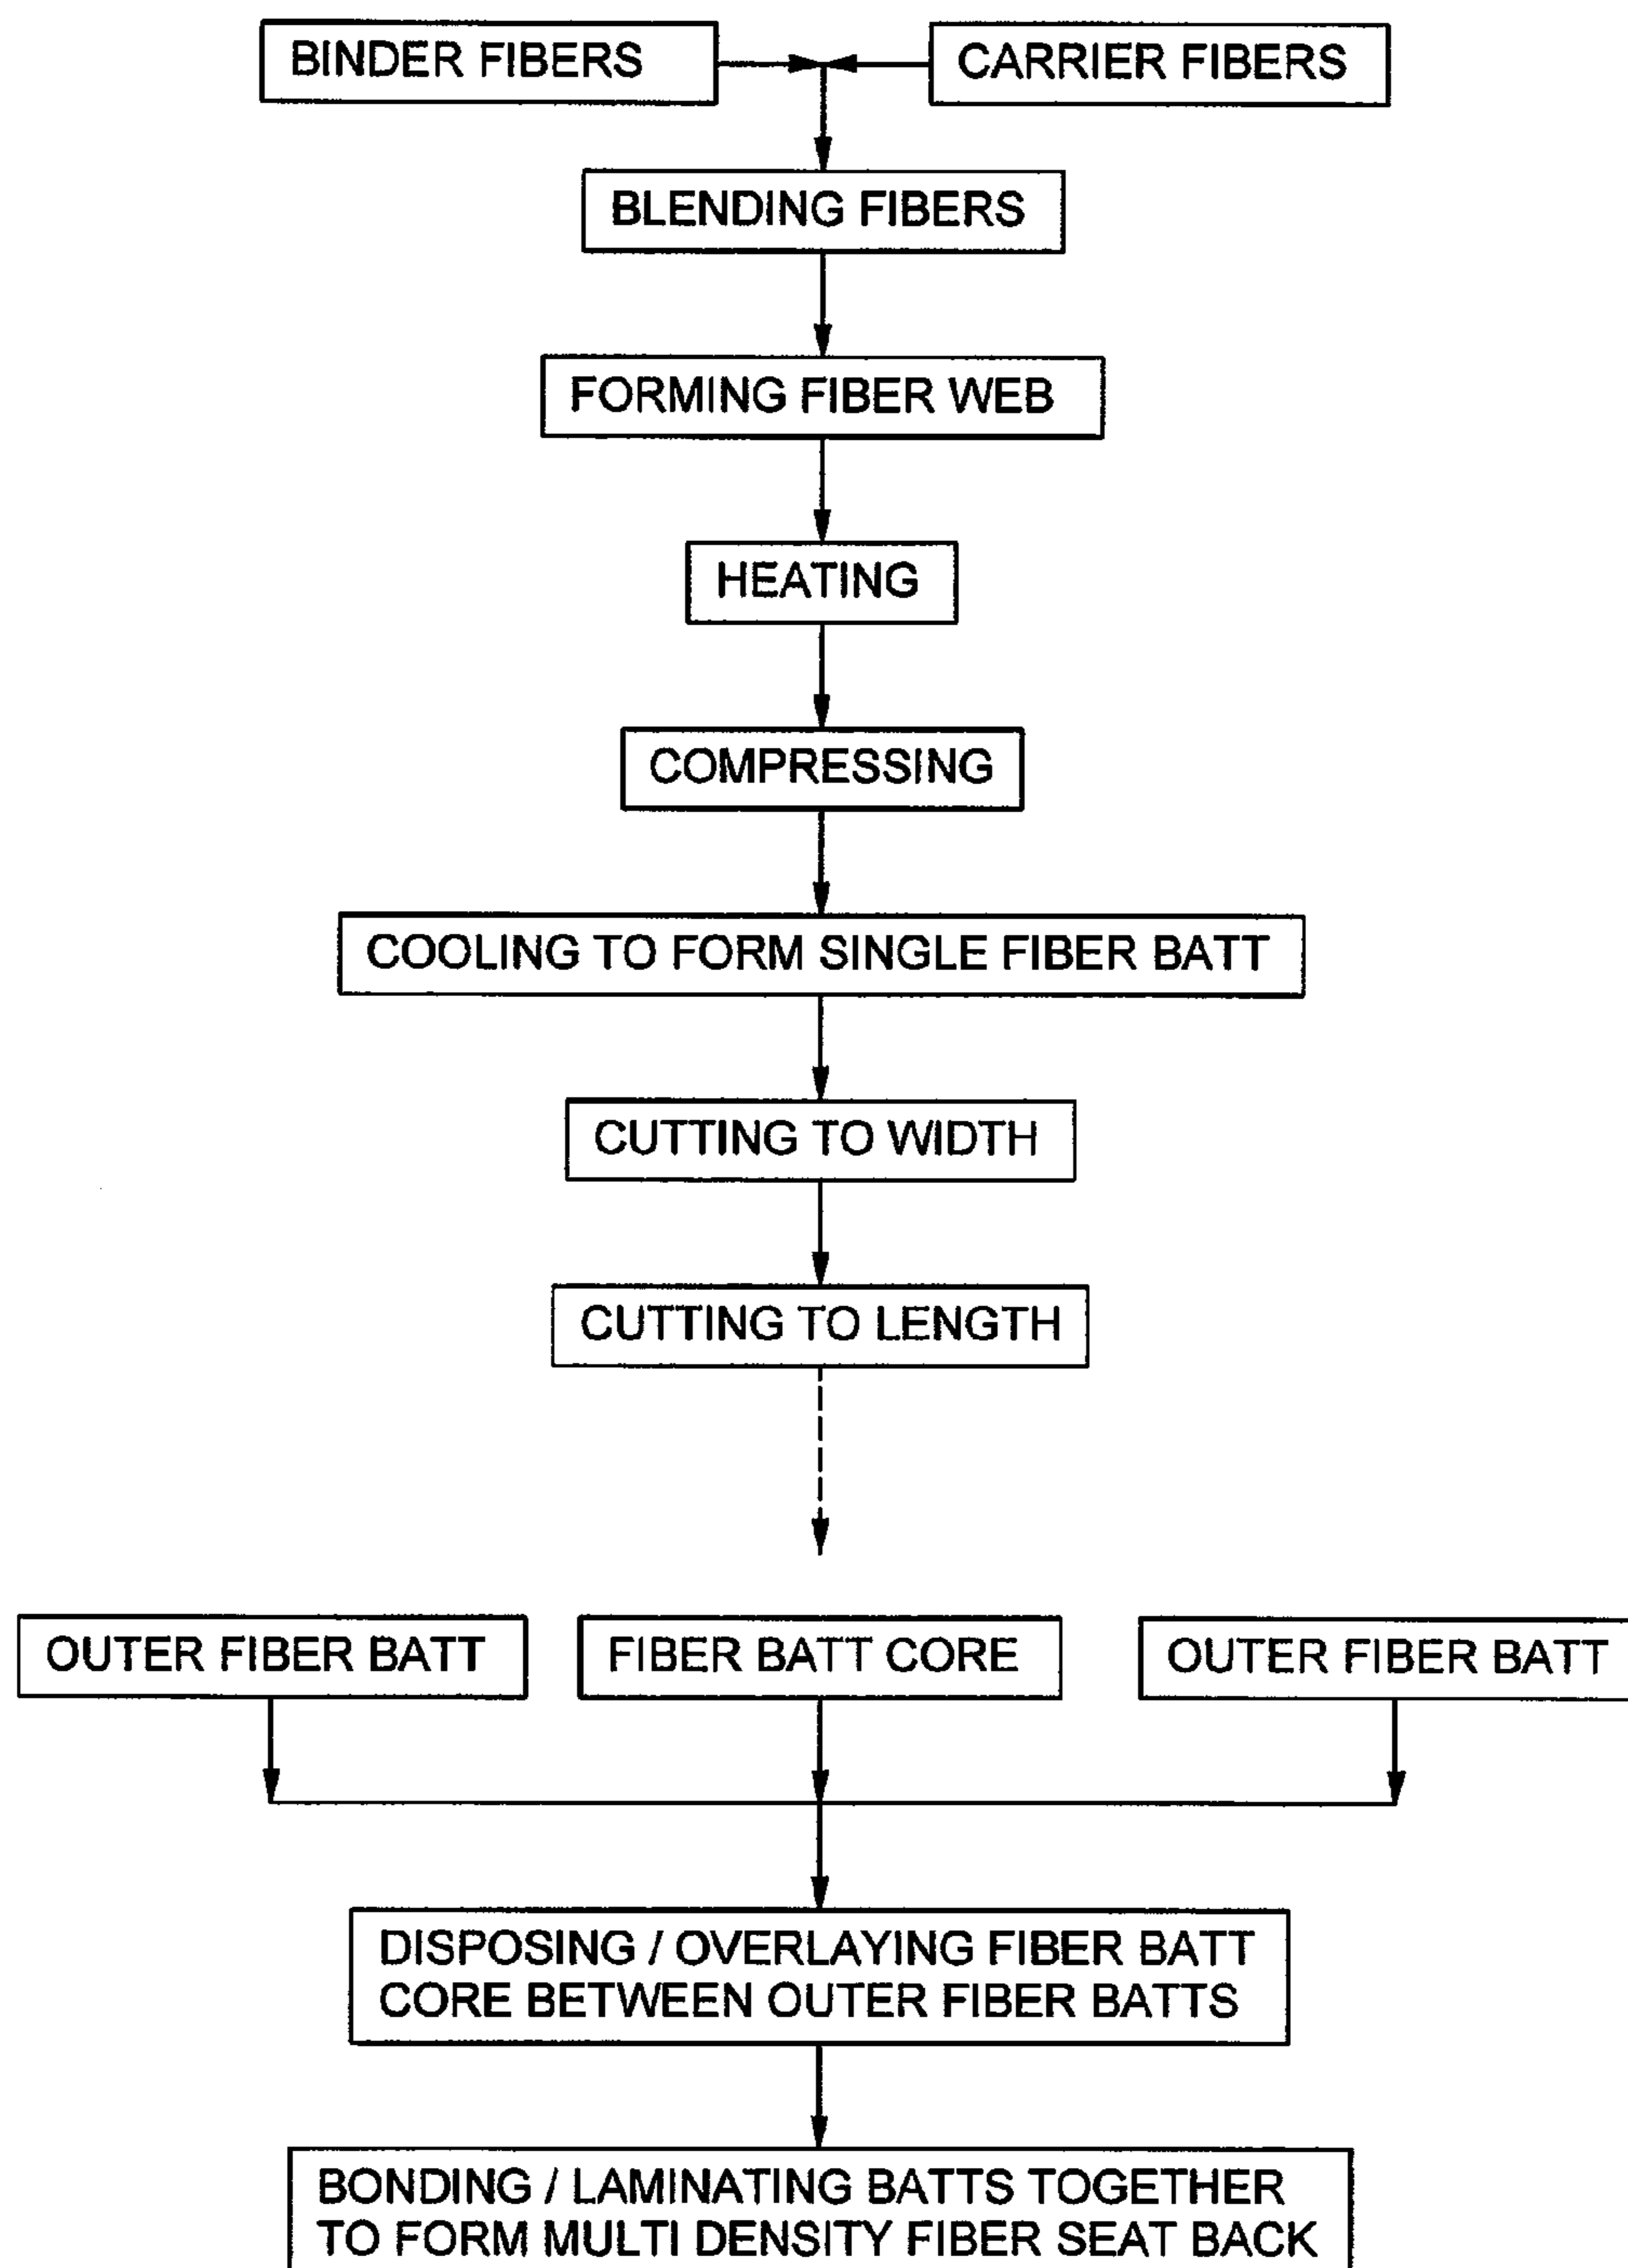 BINDER FIBERS
CARRIER FIBERS
BLENDING FIBERS
FORMING FIBER WEB
HEATING
COMPRESSING
COOLING TO FORM SINGLE FIBER BATT
CUTTING TO WIDTH
CUTTING TO LENGTH
OUTER FIBER BATT
FIBER BATT CORE
OUTER FIBER BATT
DISPOSING / OVERLAYING FIBER BATT
CORE BETWEEN OUTER FIBER BATTS
BONDING / LAMINATING BATTS TOGETHER
TO FORM MULTI DENSITY FIBER SEAT BACK